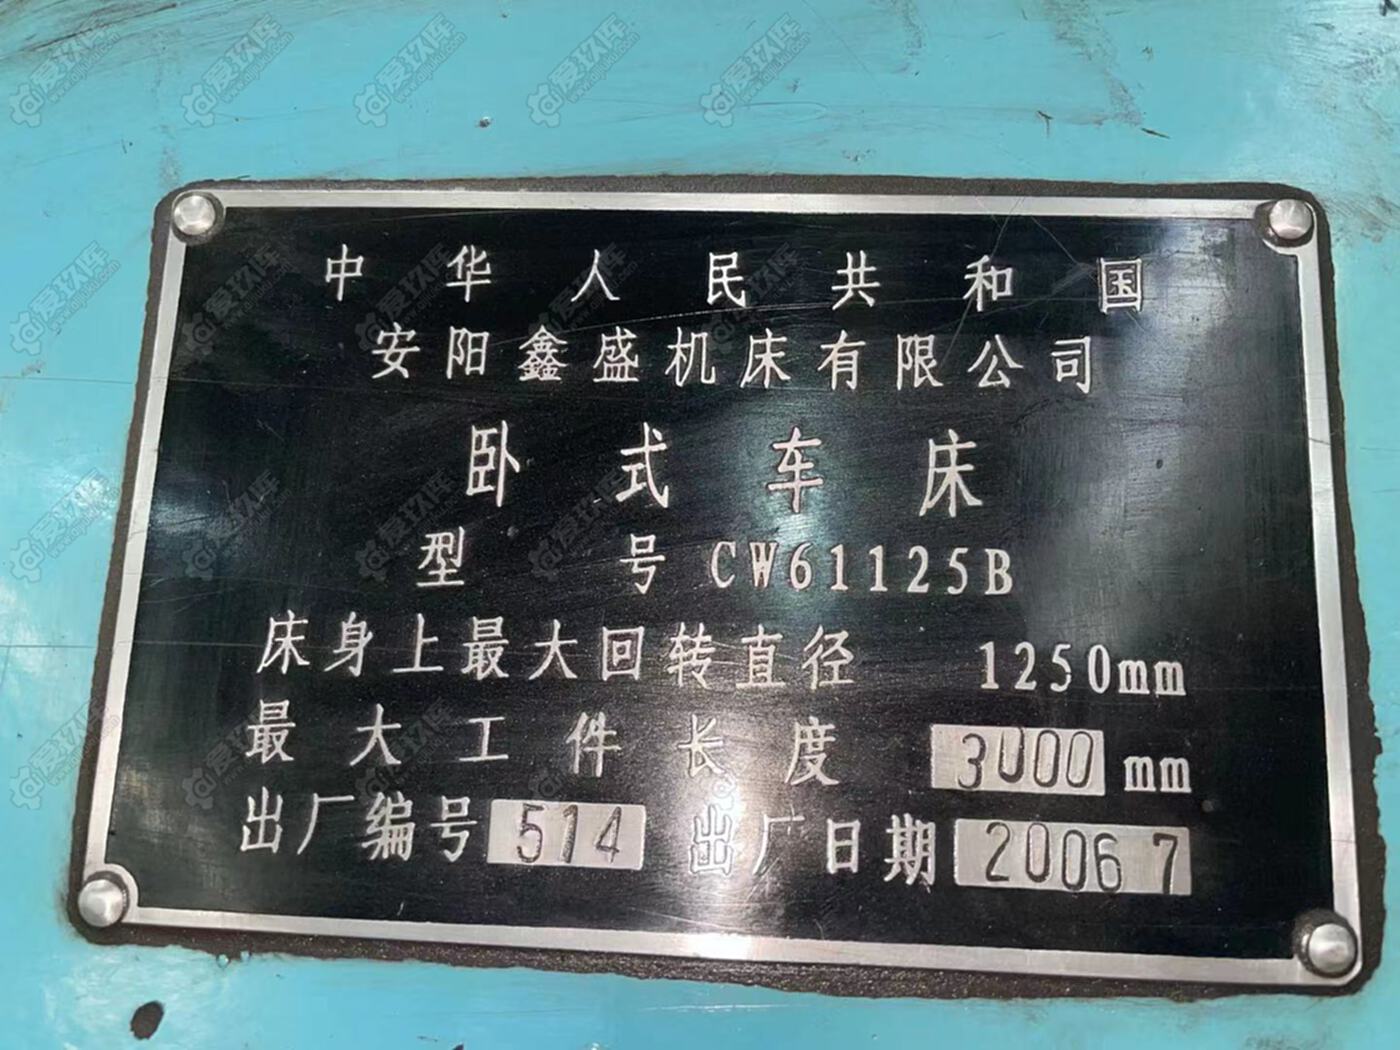 中华人民共和国
安阳鑫盛机床有限公司
卧式车床
型号 CW61125B
床身上最大回转直径 1250mm
最大工件长度 3000 mm
出厂编号 514 出厂日期 2006 7